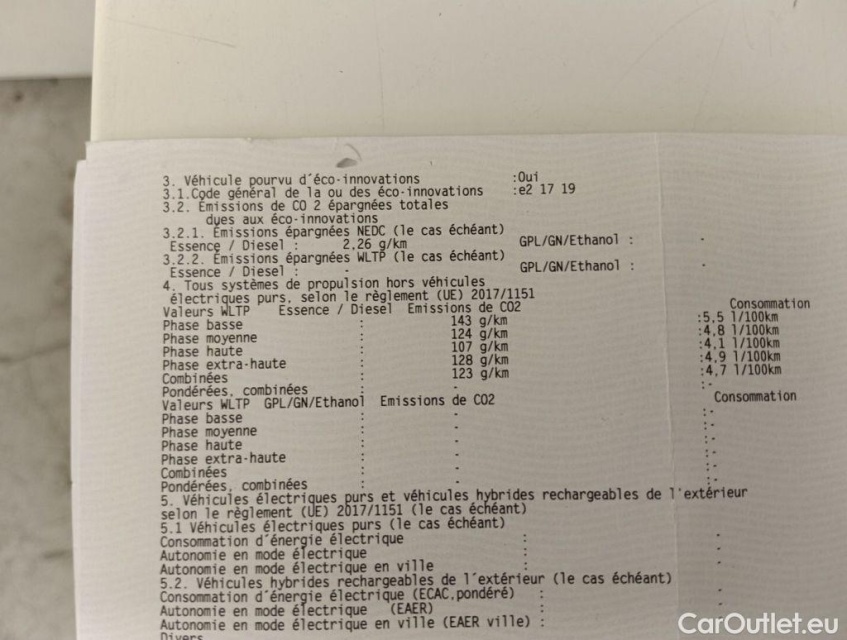 3. Véhicule pourvu d'éco-innovations :Oui
3.1.Code général de la ou des éco-innovations :e2 17 19
3.2. Emissions de CO 2 épargnées totales
dues aux éco-innovations
3.2.1. Emissions épargnées NEDC (le cas échéant)
Essence / Diesel : 2,26 g/km GPL/GN/Ethanol : -
3.2.2. Emissions épargnées WLTP (le cas échéant)
Essence / Diesel : - GPL/GN/Ethanol : -
4. Tous systèmes de propulsion hors véhicules
électriques purs, selon le règlement (UE) 2017/1151
Valeurs WLTP Essence / Diesel Emissions de CO2 Consommation
Phase basse : 143 g/km :5,5 l/100km
Phase moyenne : 124 g/km :4,8 l/100km
Phase haute : 107 g/km :4,1 l/100km
Phase extra-haute : 128 g/km :4,9 l/100km
Combinées : 123 g/km :4,7 l/100km
Pondérées, combinées : - :-
Valeurs WLTP GPL/GN/Ethanol Emissions de CO2 Consommation
Phase basse : - :-
Phase moyenne : - :-
Phase haute : - :-
Phase extra-haute : - :-
Combinées : - :-
Pondérées, combinées : - :-
5. Véhicules électriques purs et véhicules hybrides rechargeables de l'extérieur
selon le règlement (UE) 2017/1151 (le cas échéant)
5.1 Véhicules électriques purs (le cas échéant)
Consommation d'énergie électrique : -
Autonomie en mode électrique : -
Autonomie en mode électrique en ville : -
5.2. Véhicules hybrides rechargeables de l'extérieur (le cas échéant)
Consommation d'énergie électrique (ECAC,pondéré) : -
Autonomie en mode électrique (EAER) : -
Autonomie en mode électrique en ville (EAER ville) : -
Divers
CarOutlet.eu